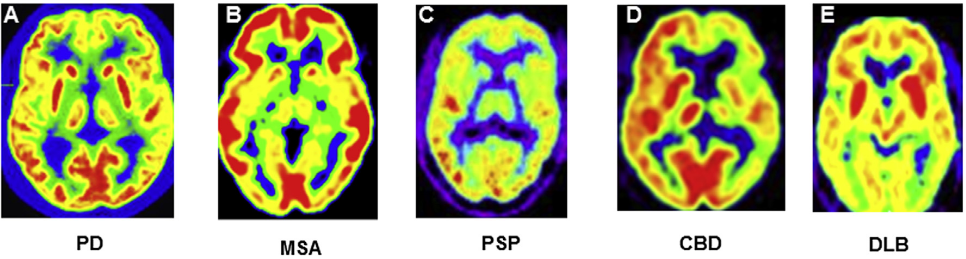 A B C D E
PD MSA PSP CBD DLB